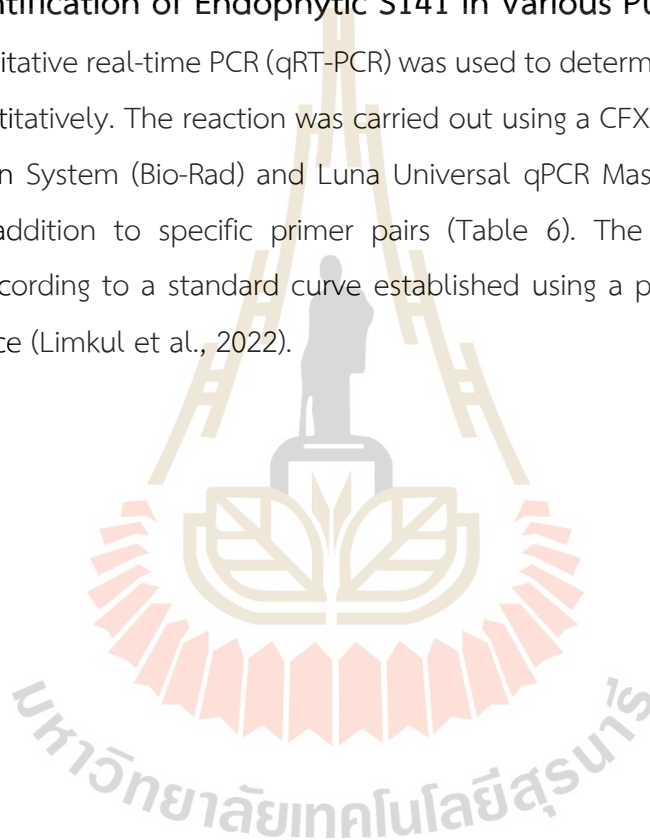 ntification of Endophytic S141 in Various Pu
itative real-time PCR (qRT-PCR) was used to determ
titatively. The reaction was carried out using a CFX
n System (Bio-Rad) and Luna Universal qPCR Mas
addition to specific primer pairs (Table 6). The
ccording to a standard curve established using a p
ce (Limkul et al., 2022).
มหาวิทยาลัยเทคโนโลยีสุรนารี